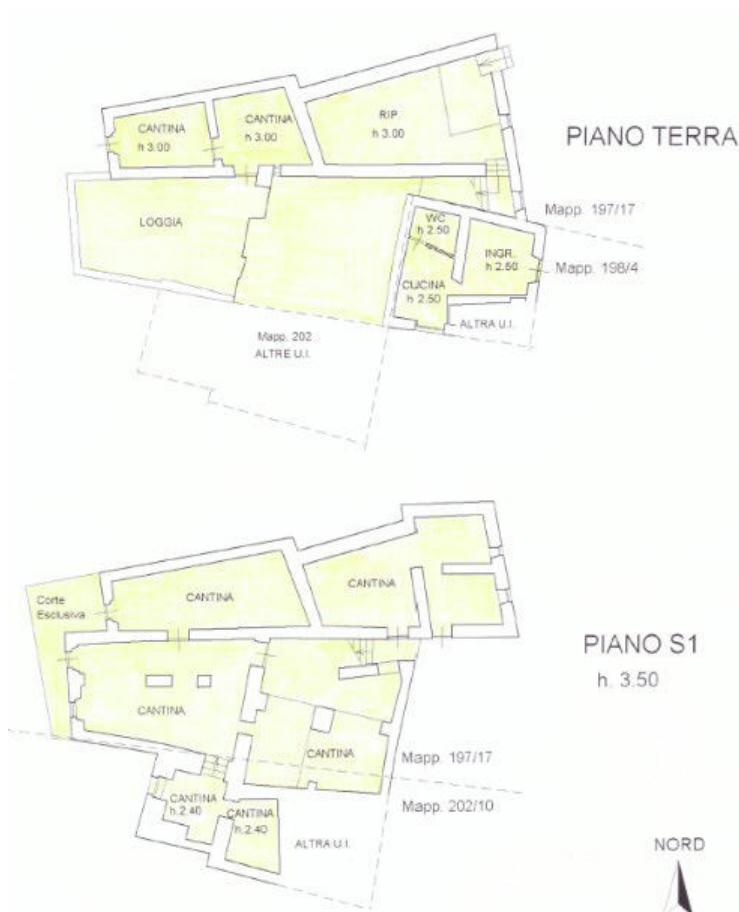 CANTINA
h 3.00
CANTINA
h 3.00
RIP.
h 3.00
PIANO TERRA
LOGGIA
WC
h 2.50
Mapp. 197/17
INGR.
h 2.50
Mapp. 198/4
CUCINA
h 2.50
ALTRA U.I.
Mapp. 202
ALTRE U.I.
Corte
Esclusiva
CANTINA
CANTINA
PIANO S1
h. 3.50
CANTINA
CANTINA
Mapp. 197/17
CANTINA
h.2.40
CANTINA
h.2.40
Mapp. 202/10
ALTRA U.I.
NORD